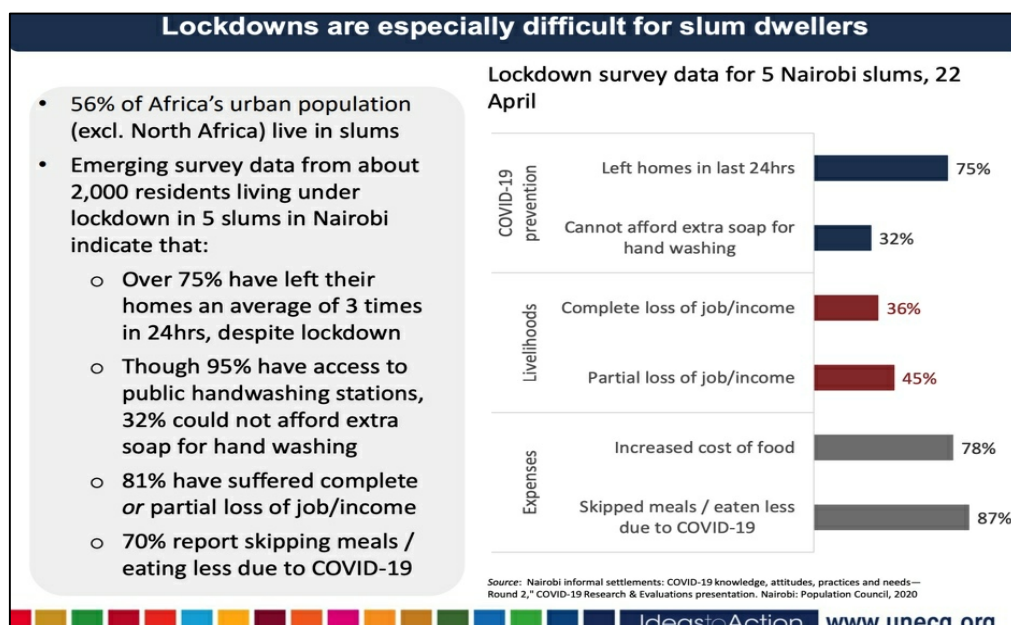 Lockdowns are especially difficult for slum dwellers
• 56% of Africa's urban population
(excl. North Africa) live in slums
• Emerging survey data from about
2,000 residents living under
lockdown in 5 slums in Nairobi
indicate that:
o Over 75% have left their
homes an average of 3 times
in 24hrs, despite lockdown
o Though 95% have access to
public handwashing stations,
32% could not afford extra
soap for hand washing
o 81% have suffered complete
or partial loss of job/income
o 70% report skipping meals /
eating less due to COVID-19
Lockdown survey data for 5 Nairobi slums, 22
April
COVID-19
prevention
Left homes in last 24hrs
75%
Cannot afford extra soap for
hand washing
32%
Livelihoods
Complete loss of job/income
36%
Partial loss of job/income
45%
Expenses
Increased cost of food
78%
Skipped meals / eaten less
due to COVID-19
87%
Source: Nairobi informal settlements: COVID-19 knowledge, attitudes, practices and needs—
Round 2," COVID-19 Research & Evaluations presentation. Nairobi: Population Council, 2020
IdeastoAction
www.uneca.org